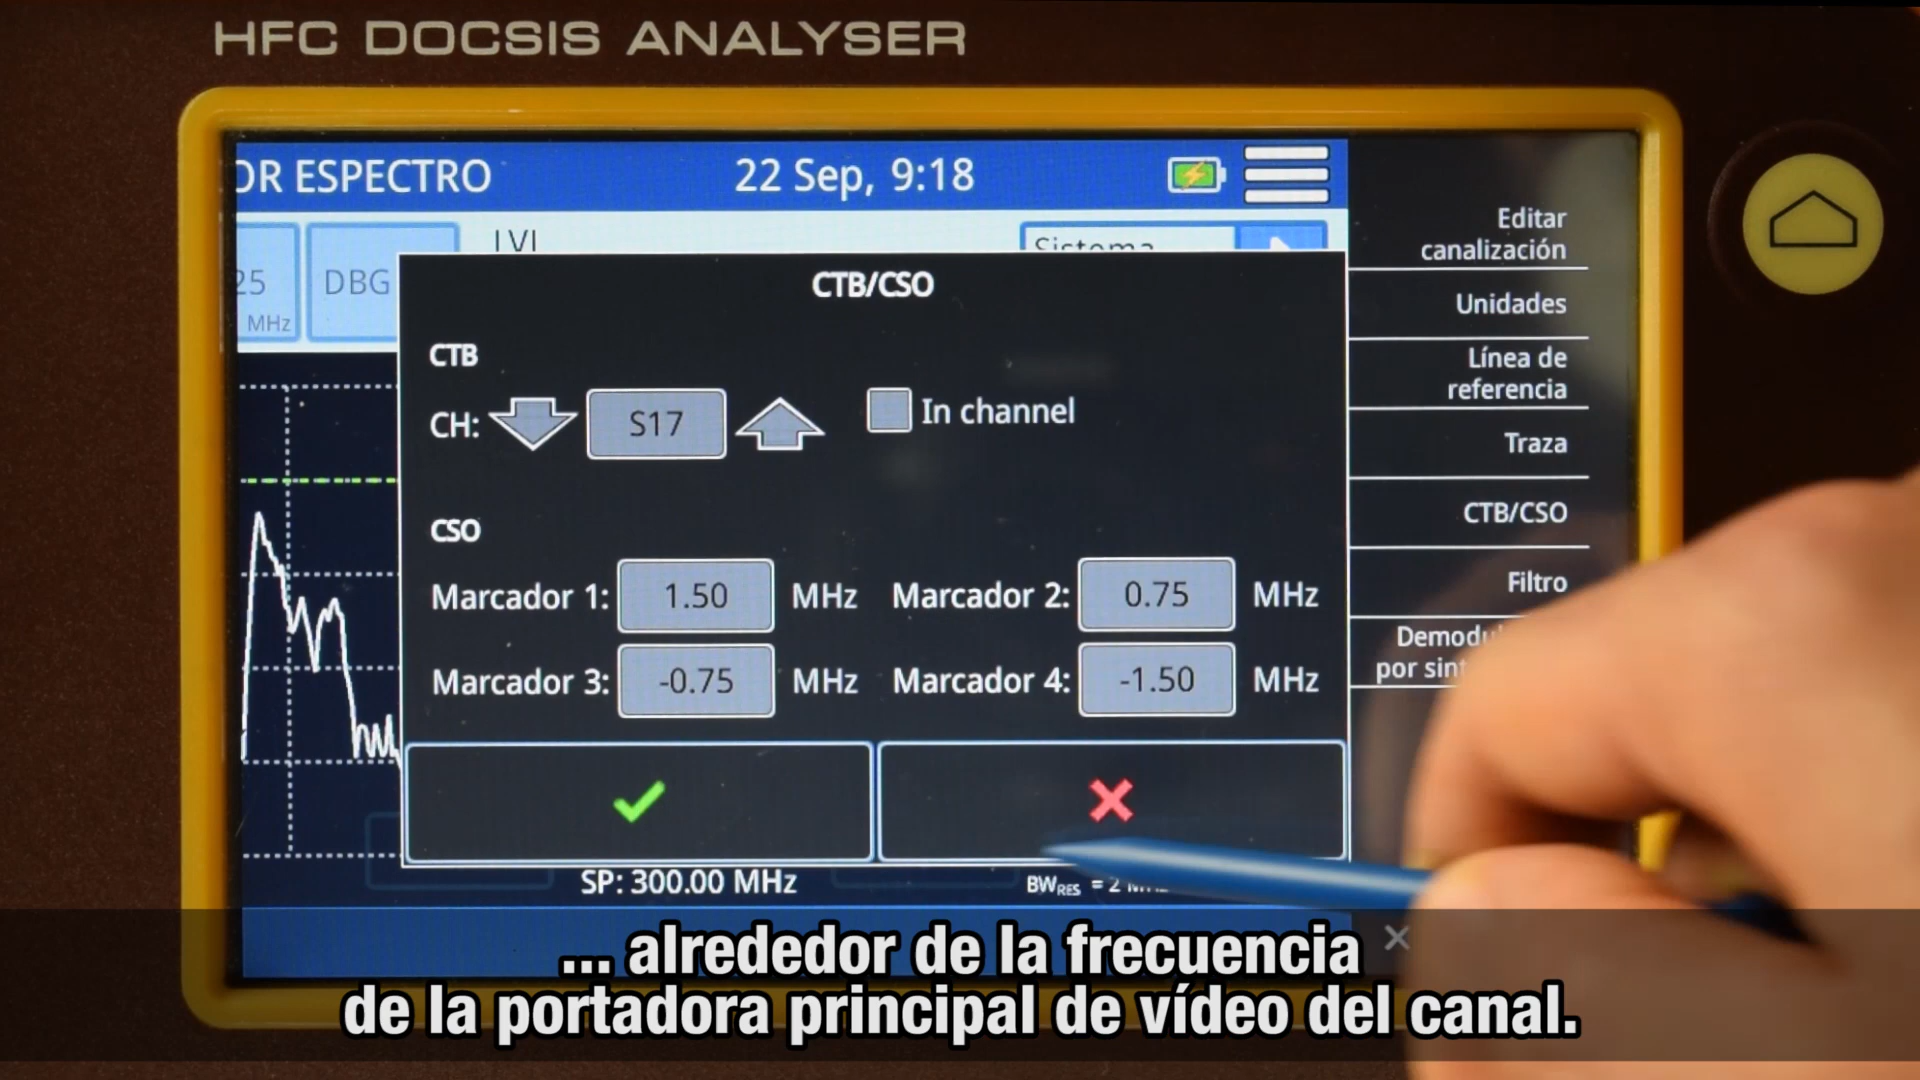 HFC DOCSIS ANALYSER
OR ESPECTRO
22 Sep, 9:18
25
MHz
DBG
CTB/CSO
CTB
CH:
S17
In channel
CSO
Marcador 1:
1.50
MHz
Marcador 2:
0.75
MHz
Marcador 3:
-0.75
MHz
Marcador 4:
-1.50
MHz
SP: 300.00 MHz
BWRES = 2
Editar
canalización
Unidades
Línea de
referencia
Traza
CTB/CSO
Filtro
... alrededor de la frecuencia
de la portadora principal de vídeo del canal.